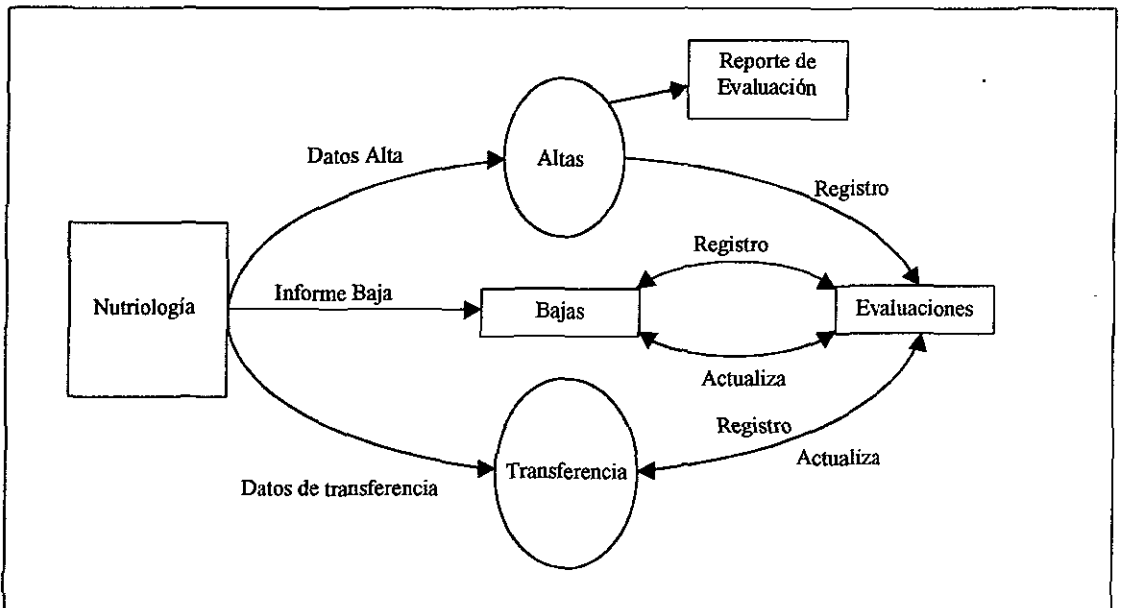 Reporte de
Evaluación
Datos Alta
Altas
Registro
Registro
Nutriología
Informe Baja
Bajas
Evaluaciones
Actualiza
Registro
Actualiza
Datos de transferencia
Transferencia